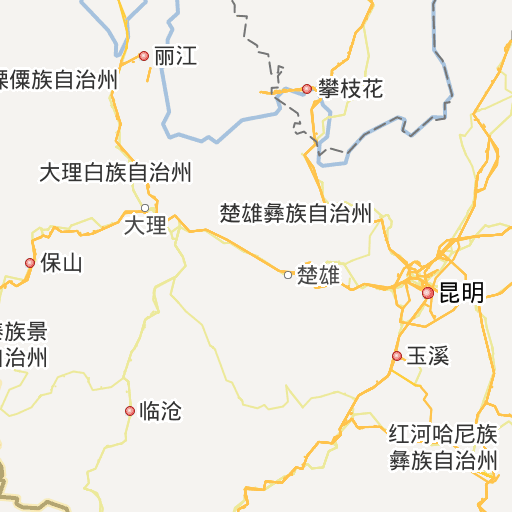 丽江
傈僳族自治州
攀枝花
大理白族自治州
楚雄彝族自治州
大理
保山
楚雄
昆明
傣族景
自治州
玉溪
临沧
红河哈尼族
彝族自治州